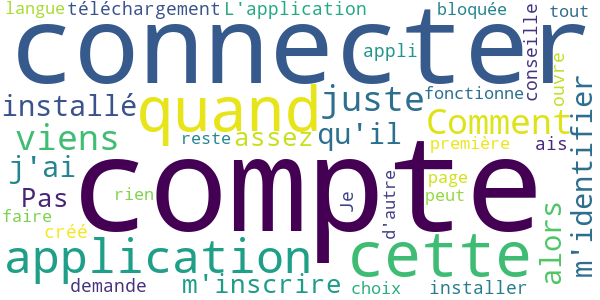 langue téléchargement L'application bloquée tout
connecter
appli conseille ouvre
installé quand juste fonctionne
viens reste assez qu'il Comment m'identifier
j'ai compte première ais
Pas rien Je d'autre page peut
faire créé
application cette alors
demande m'inscrire choix installer